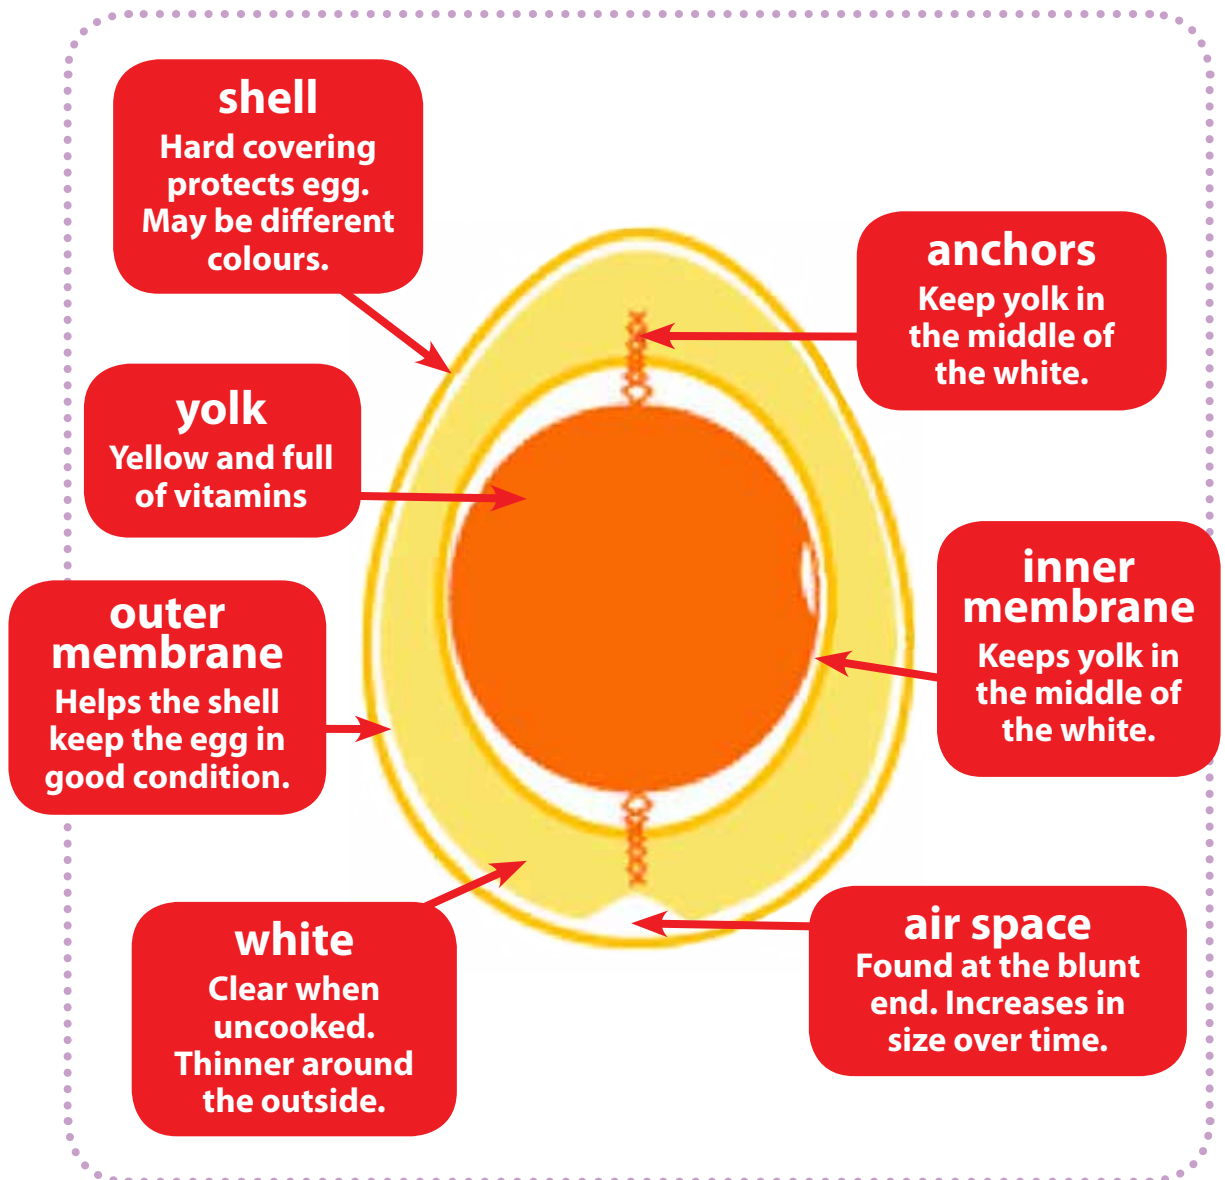 shell
Hard covering
protects egg.
May be different
colours.
anchors
Keep yolk in
the middle of
the white.
yolk
Yellow and full
of vitamins
inner
membrane
Keeps yolk in
the middle of
the white.
outer
membrane
Helps the shell
keep the egg in
good condition.
white
Clear when
uncooked.
Thinner around
the outside.
air space
Found at the blunt
end. Increases in
size over time.